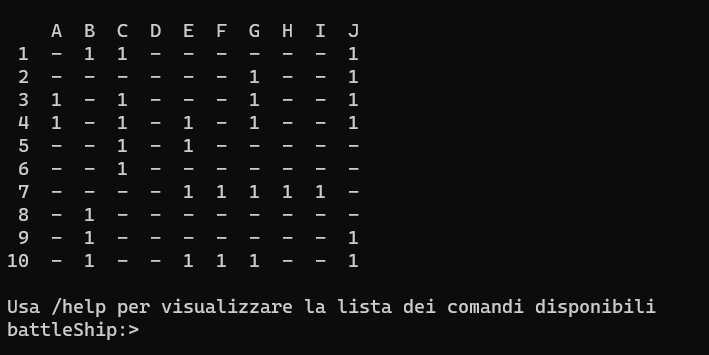 A  B  C  D  E  F  G  H  I  J
 1  -  1  1  -  -  -  -  -  -  1
 2  -  -  -  -  -  -  1  -  -  1
 3  1  -  1  -  -  -  1  -  -  1
 4  1  -  1  -  1  -  1  -  -  1
 5  -  -  1  -  1  -  -  -  -  -
 6  -  -  1  -  -  -  -  -  -  -
 7  -  -  -  -  1  1  1  1  1  -
 8  -  1  -  -  -  -  -  -  -  -
 9  -  1  -  -  -  -  -  -  -  1
10  -  1  -  -  1  1  1  -  -  1
Usa /help per visualizzare la lista dei comandi disponibili
battleShip:>